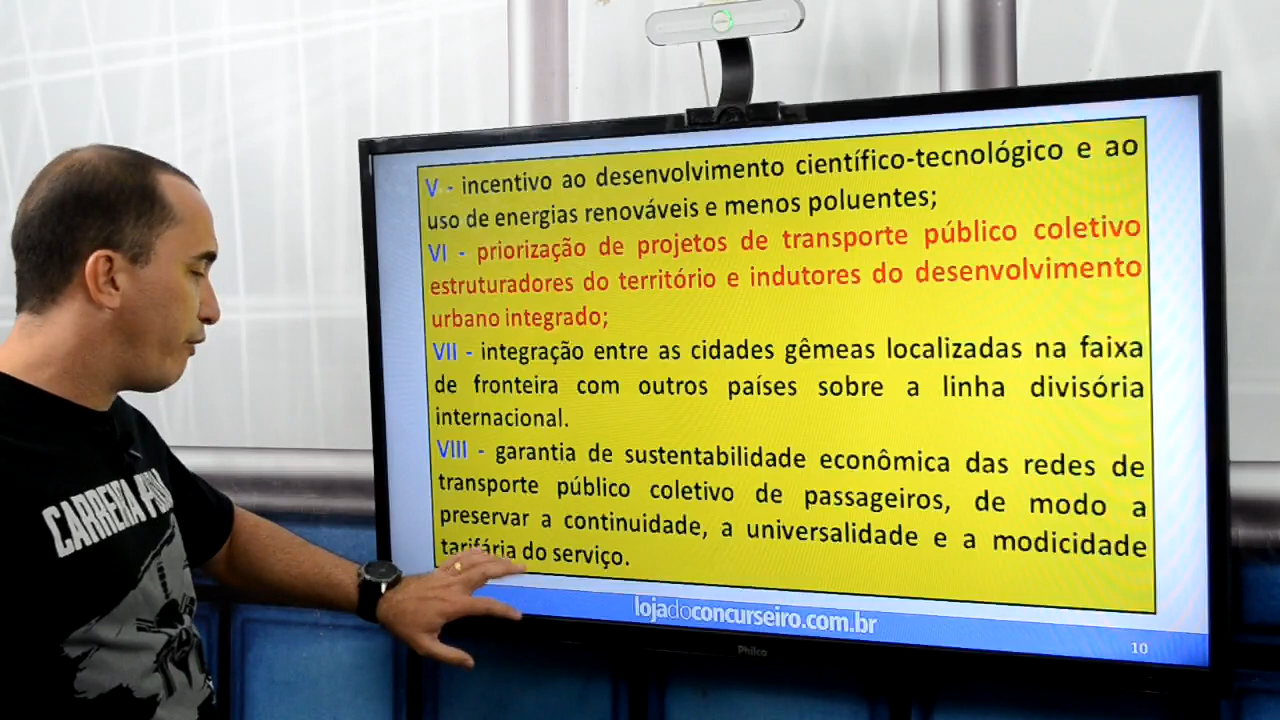 V - incentivo ao desenvolvimento científico-tecnológico e ao
uso de energias renováveis e menos poluentes;
VI - priorização de projetos de transporte público coletivo
estruturadores do território e indutores do desenvolvimento
urbano integrado;
VII - integração entre as cidades gêmeas localizadas na faixa
de fronteira com outros países sobre a linha divisória
internacional.
VIII - garantia de sustentabilidade econômica das redes de
transporte público coletivo de passageiros, de modo a
preservar a continuidade, a universalidade e a modicidade
tarifária do serviço.
lojadoconcurseiro.com.br
10
Philco
CARREIRA